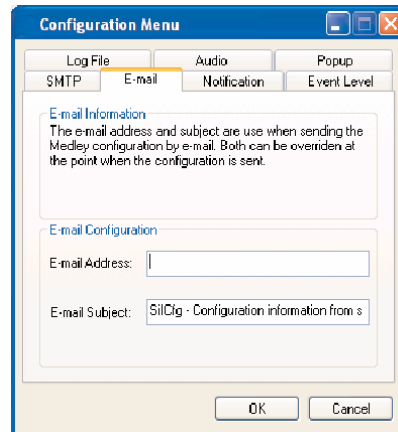 Configuration Menu
Log File Audio Popup
SMTP E-mail Notification Event Level
E-mail Information
The e-mail address and subject are use when sending the
Medley configuration by e-mail. Both can be overriden at
the point when the configuration is sent.
E-mail Configuration
E-mail Address:
E-mail Subject: SilCfg - Configuration information from s
OK Cancel